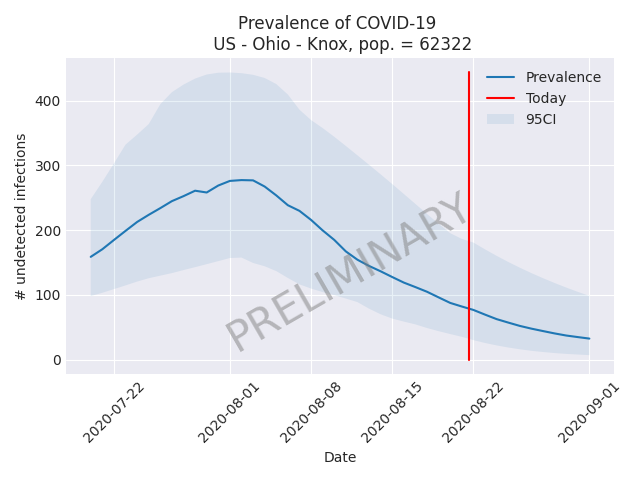 Prevalence of COVID-19
US - Ohio - Knox, pop. = 62322
# undetected infections
400
300
200
100
0
Prevalence
Today
95CI
PRELIMINARY
2020-07-22
2020-08-01
2020-08-08
2020-08-15
2020-08-22
2020-09-01
Date